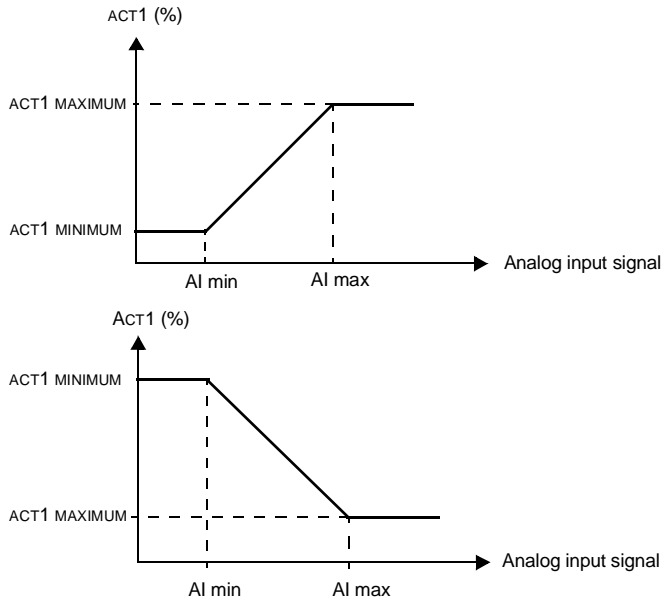 ACT1 (%)
ACT1 MAXIMUM
ACT1 MINIMUM
Analog input signal
AI min
AI max
ACT1 (%)
ACT1 MINIMUM
ACT1 MAXIMUM
Analog input signal
AI min
AI max